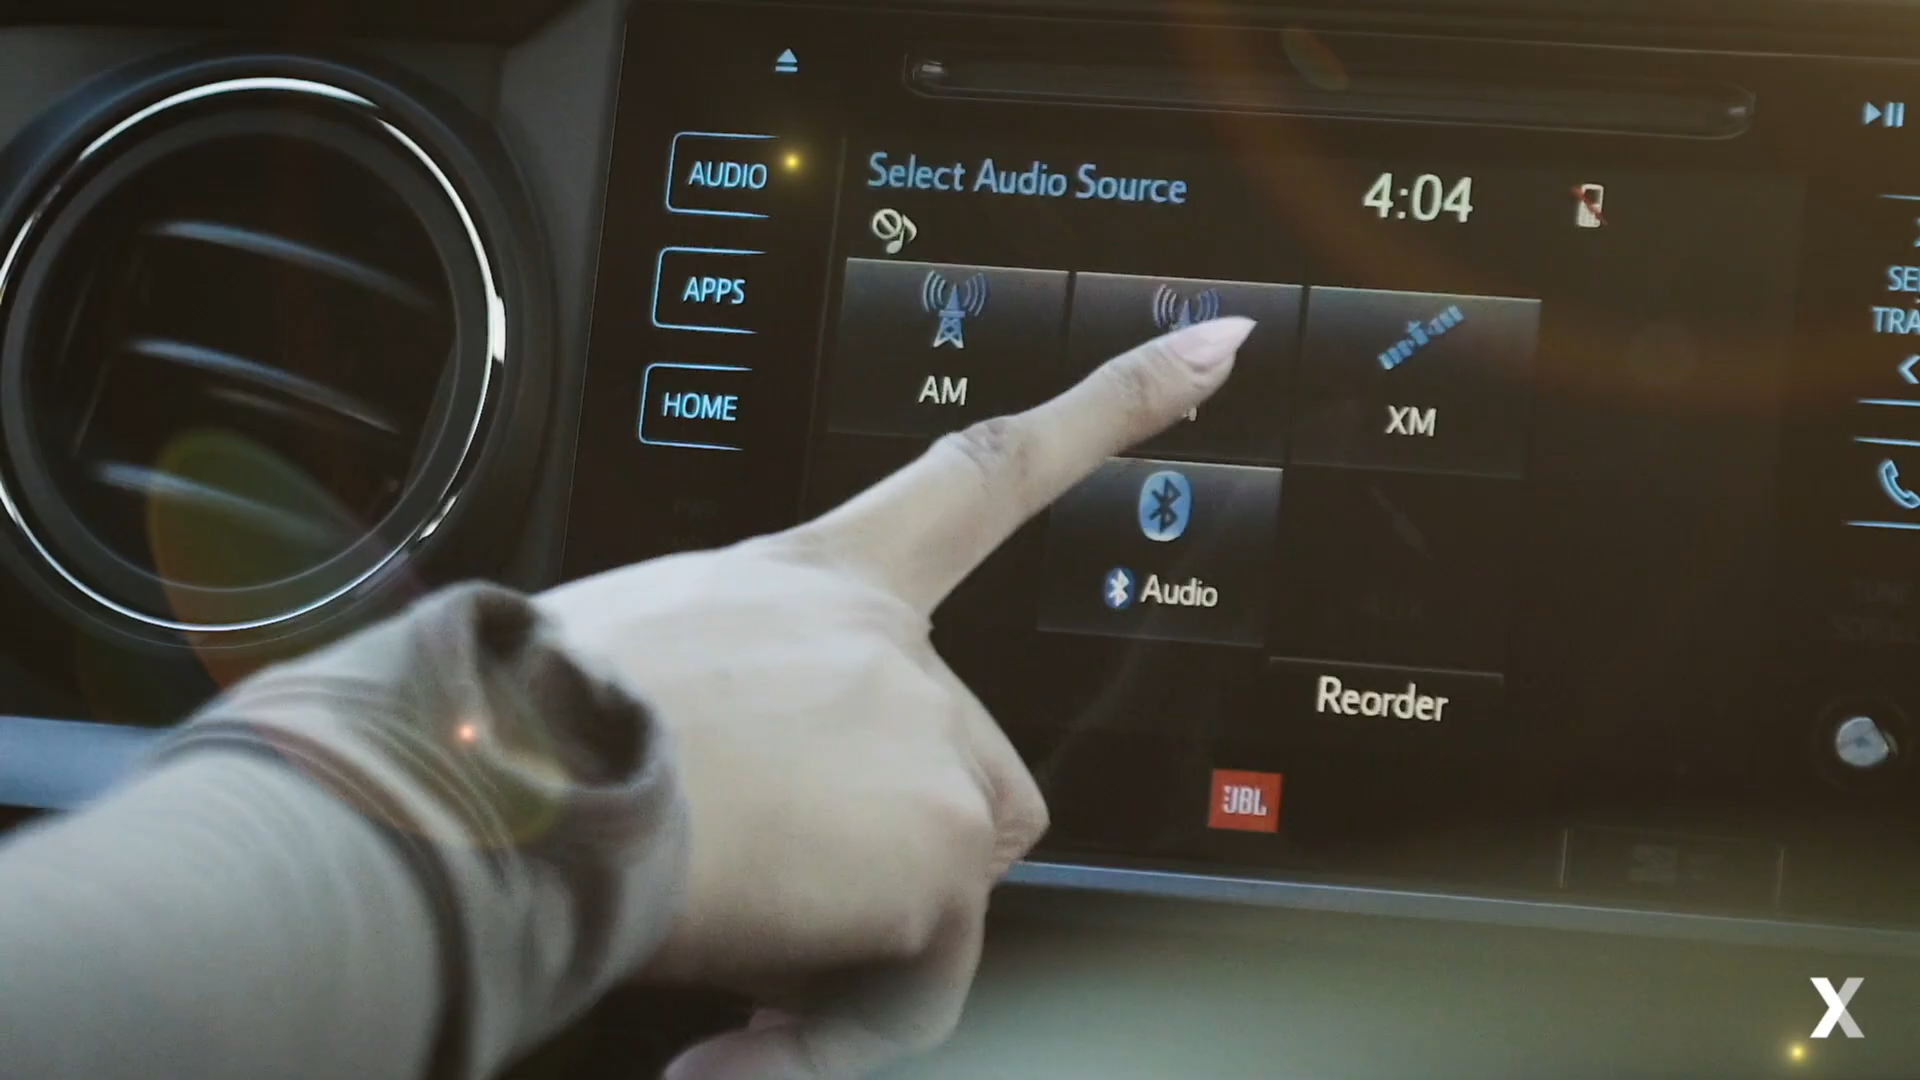 AUDIO
Select Audio Source
4:04
APPS
HOME
AM
XM
Audio
Reorder
JBL
X